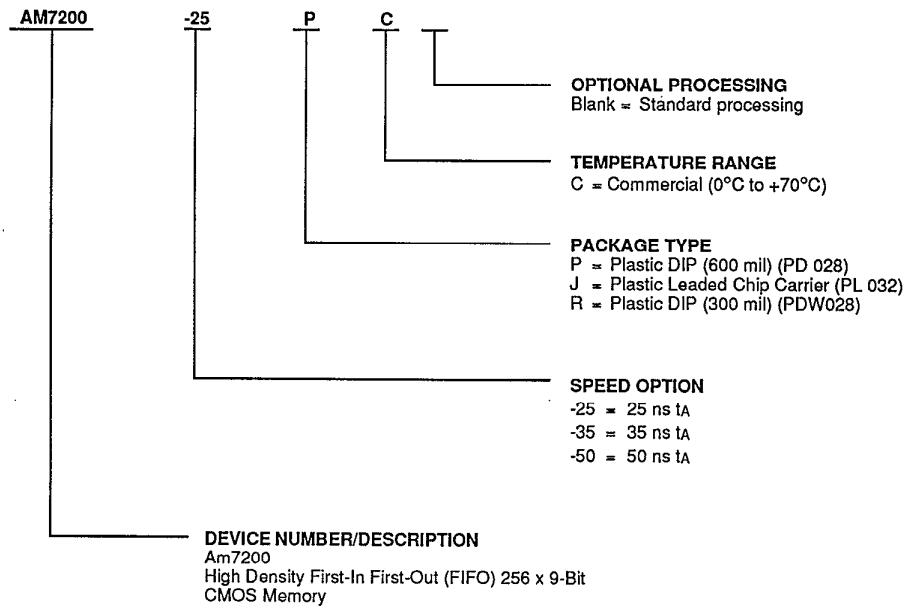 AM7200 -25 P C
OPTIONAL PROCESSING
Blank = Standard processing
TEMPERATURE RANGE
C = Commercial (0°C to +70°C)
PACKAGE TYPE
P = Plastic DIP (600 mil) (PD 028)
J = Plastic Leaded Chip Carrier (PL 032)
R = Plastic DIP (300 mil) (PDW028)
SPEED OPTION
-25 = 25 ns tA
-35 = 35 ns tA
-50 = 50 ns tA
DEVICE NUMBER/DESCRIPTION
Am7200
High Density First-In First-Out (FIFO) 256 x 9-Bit
CMOS Memory